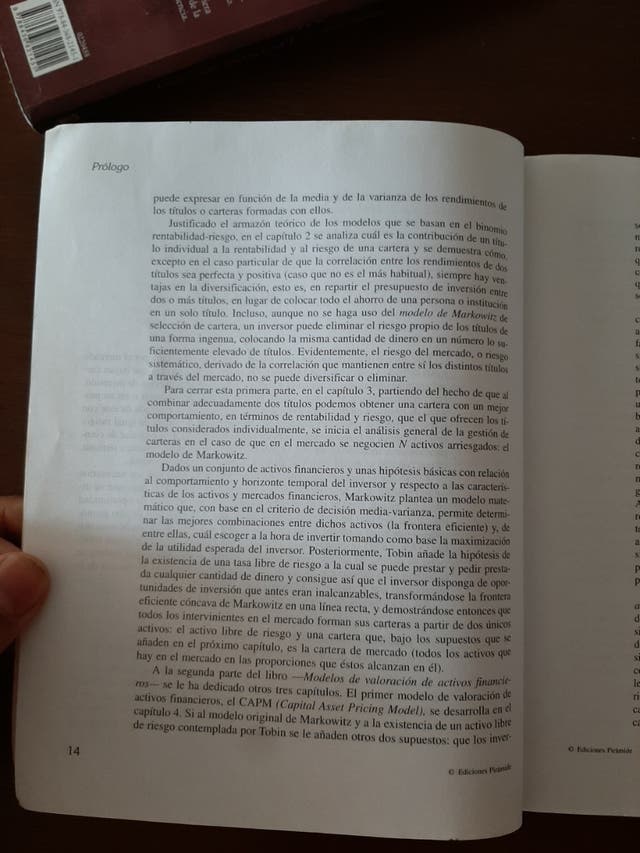 Prólogo
puede expresar en función de la media y de la varianza de los rendimientos de
los títulos o carteras formadas con ellos.
Justificado el armazón teórico de los modelos que se basan en el binomio
rentabilidad-riesgo, en el capítulo 2 se analiza cuál es la contribución de un títu-
lo individual a la rentabilidad y al riesgo de una cartera y se demuestra cómo,
excepto en el caso particular de que la correlación entre los rendimientos de dos
títulos sea perfecta y positiva (caso que no es el más habitual), siempre hay ven-
tajas en la diversificación, esto es, en repartir el presupuesto de inversión entre
dos o más títulos, en lugar de colocar todo el ahorro de una persona o institución
en un solo título. Incluso, aunque no se haga uso del modelo de Markowitz de
selección de cartera, un inversor puede eliminar el riesgo propio de los títulos de
una forma ingenua, colocando la misma cantidad de dinero en un número lo su-
ficientemente elevado de títulos. Evidentemente, el riesgo del mercado, o riesgo
sistemático, derivado de la correlación que mantienen entre sí los distintos títulos
a través del mercado, no se puede diversificar o eliminar.
Para cerrar esta primera parte, en el capítulo 3, partiendo del hecho de que al
combinar adecuadamente dos títulos podemos obtener una cartera con un mejor
comportamiento, en términos de rentabilidad y riesgo, que el que ofrecen los tí-
tulos considerados individualmente, se inicia el análisis general de la gestión de
carteras en el caso de que en el mercado se negocien N activos arriesgados: el
modelo de Markowitz.
Dados un conjunto de activos financieros y unas hipótesis básicas con relación
al comportamiento y horizonte temporal del inversor y respecto a las caracterís-
ticas de los activos y mercados financieros, Markowitz plantea un modelo mate-
mático que, con base en el criterio de decisión media-varianza, permite determi-
nar las mejores combinaciones entre dichos activos (la frontera eficiente) y, de
entre ellas, cuál escoger a la hora de invertir tomando como base la maximización
de la utilidad esperada del inversor. Posteriormente, Tobin añade la hipótesis de
la existencia de una tasa libre de riesgo a la cual se puede prestar y pedir presta-
da cualquier cantidad de dinero y consigue así que el inversor disponga de opor-
tunidades de inversión que antes eran inalcanzables, transformándose la frontera
eficiente cóncava de Markowitz en una línea recta, y demostrándose entonces que
todos los intervinientes en el mercado forman sus carteras a partir de dos únicos
activos: el activo libre de riesgo y una cartera que, bajo los supuestos que se
añaden en el próximo capítulo, es la cartera de mercado (todos los activos que
hay en el mercado en las proporciones que éstos alcanzan en él).
A la segunda parte del libro —Modelos de valoración de activos financie-
ros— se le ha dedicado otros tres capítulos. El primer modelo de valoración de
activos financieros, el CAPM (Capital Asset Pricing Model), se desarrolla en el
capítulo 4. Si al modelo original de Markowitz y a la existencia de un activo libre
de riesgo contemplada por Tobin se le añaden otros dos supuestos: que los inver-
14
© Ediciones Pirámide
© Ediciones Pirámide